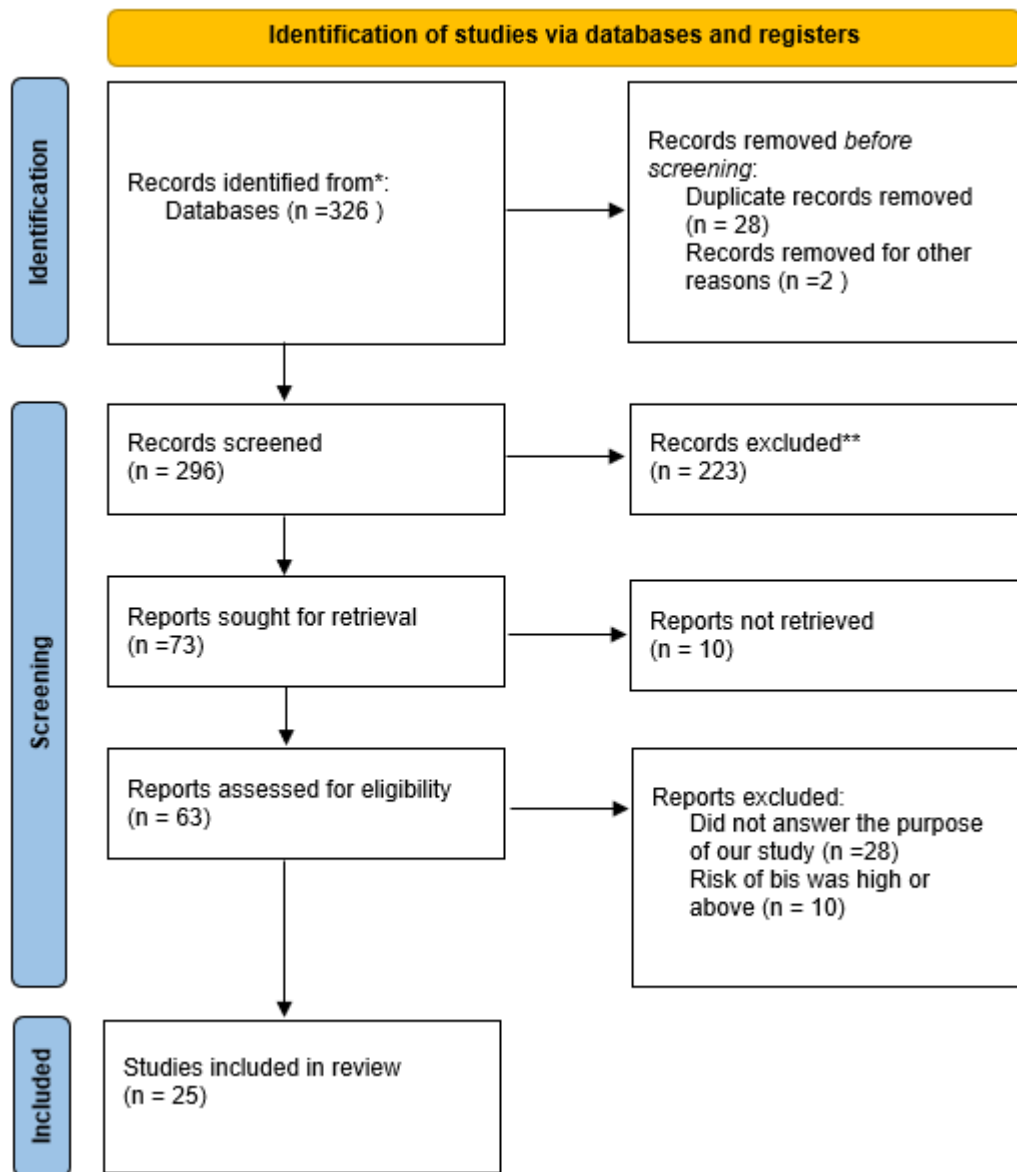 Identification of studies via databases and registers
Identification
Records identified from*:
Databases (n =326 )
Records removed before
screening:
Duplicate records removed
(n = 28)
Records removed for other
reasons (n =2 )
Screening
Records screened
(n = 296)
Records excluded**
(n = 223)
Reports sought for retrieval
(n =73)
Reports not retrieved
(n = 10)
Reports assessed for eligibility
(n = 63)
Reports excluded:
Did not answer the purpose
of our study (n =28)
Risk of bis was high or
above (n = 10)
Included
Studies included in review
(n = 25)